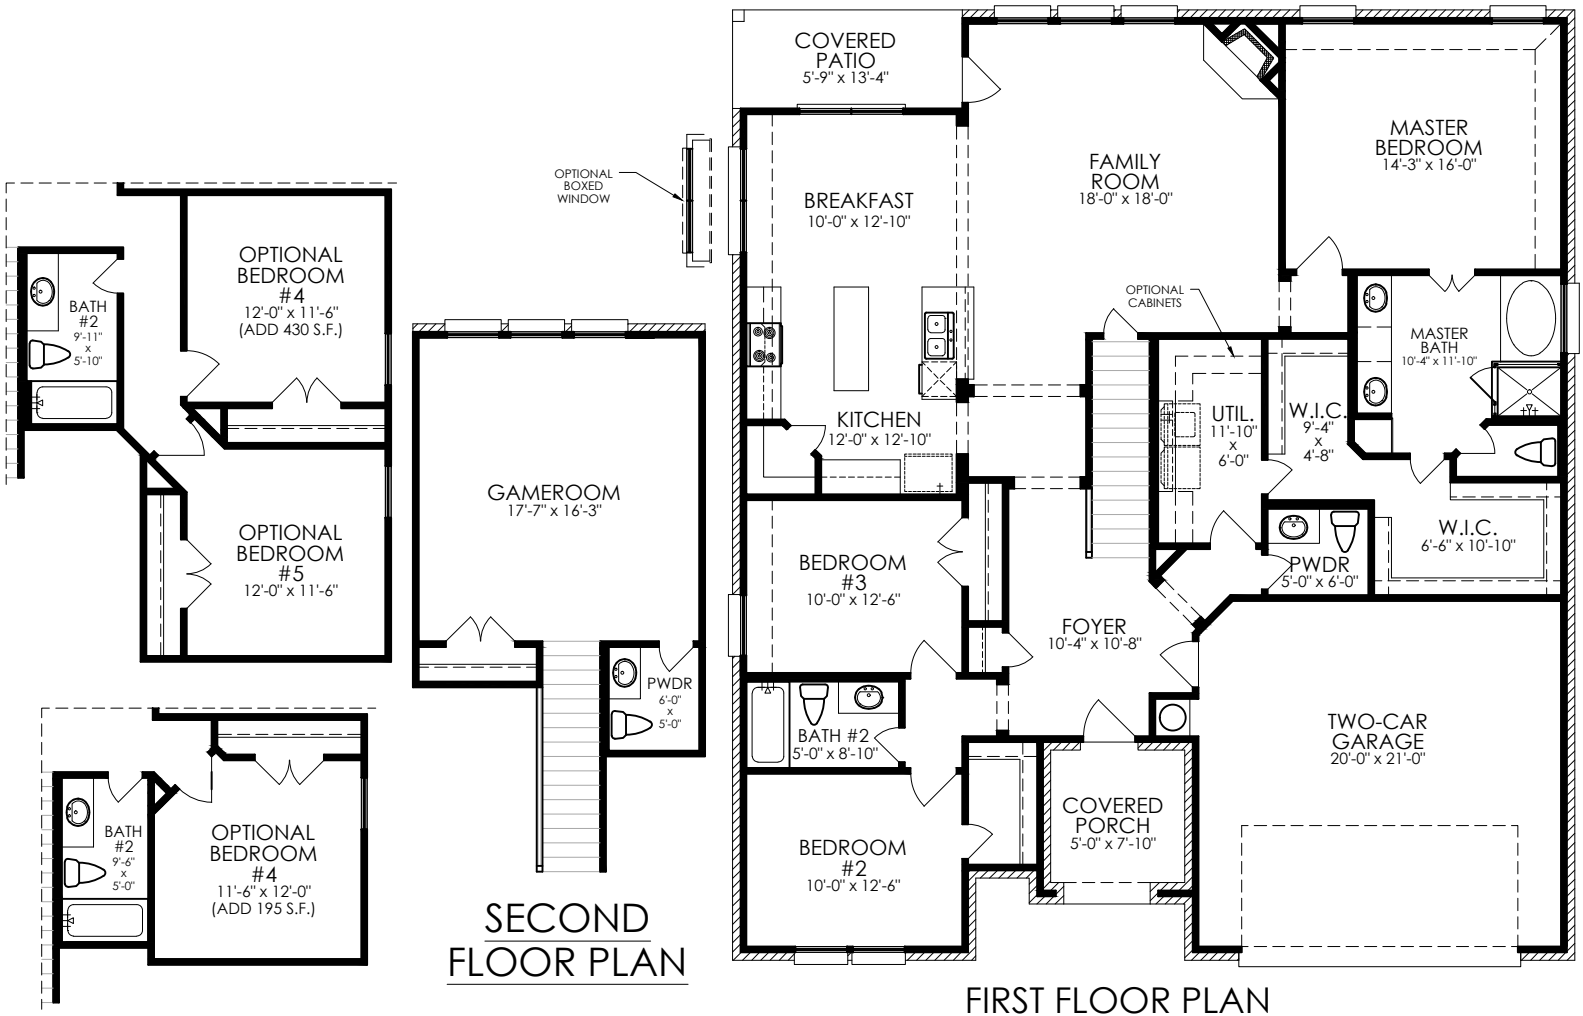 COVERED
PATIO
5'-9" x 13'-4"
OPTIONAL
BOXED
WINDOW
BREAKFAST
10'-0" x 12'-10"
FAMILY
ROOM
18'-0" x 18'-0"
MASTER
BEDROOM
14'-3" x 16'-0"
OPTIONAL
CABINETS
MASTER
BATH
10'-4" x 11'-10"
KITCHEN
12'-0" x 12'-10"
UTIL.
11'-10"
x
6'-0"
W.I.C.
9'-4"
x
4'-8"
W.I.C.
6'-6" x 10'-10"
PWDR
5'-0" x 6'-0"
BEDROOM
#3
10'-0" x 12'-6"
FOYER
10'-4" x 10'-8"
BATH #2
5'-0" x 8'-10"
TWO-CAR
GARAGE
20'-0" x 21'-0"
COVERED
PORCH
5'-0" x 7'-10"
BEDROOM
#2
10'-0" x 12'-6"
FIRST FLOOR PLAN
GAMEROOM
17'-7" x 16'-3"
PWDR
6'-0"
x
5'-0"
SECOND
FLOOR PLAN
OPTIONAL
BEDROOM
#4
12'-0" x 11'-6"
(ADD 430 S.F.)
BATH
#2
9'-11"
x
5'-10"
OPTIONAL
BEDROOM
#5
12'-0" x 11'-6"
BATH
#2
9'-6"
x
5'-0"
OPTIONAL
BEDROOM
#4
11'-6" x 12'-0"
(ADD 195 S.F.)